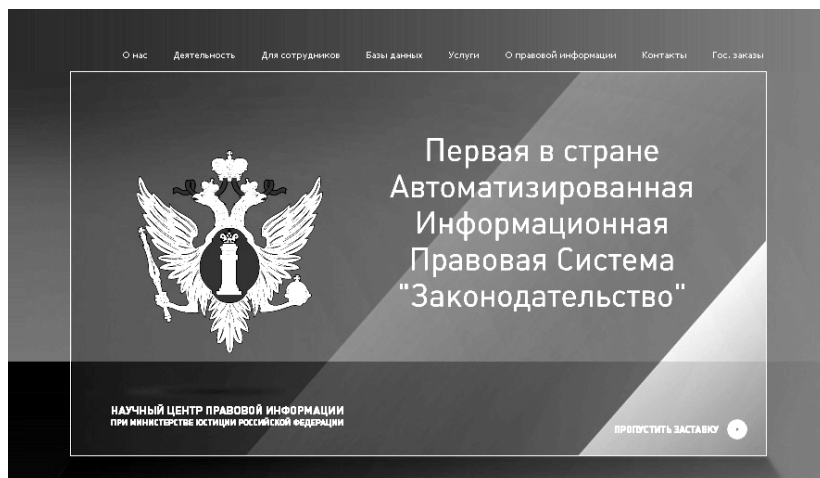 О нас Деятельность Для сотрудников Базы данных Услуги О правовой информации Контакты Гос. заказы
Первая в стране
Автоматизированная
Информационная
Правовая Система
"Законодательство"
НАУЧНЫЙ ЦЕНТР ПРАВОВОЙ ИНФОРМАЦИИ
ПРИ МИНИСТЕРСТВЕ ЮСТИЦИИ РОССИЙСКОЙ ФЕДЕРАЦИИ
ПРОПУСТИТЬ ЗАСТАВКУ